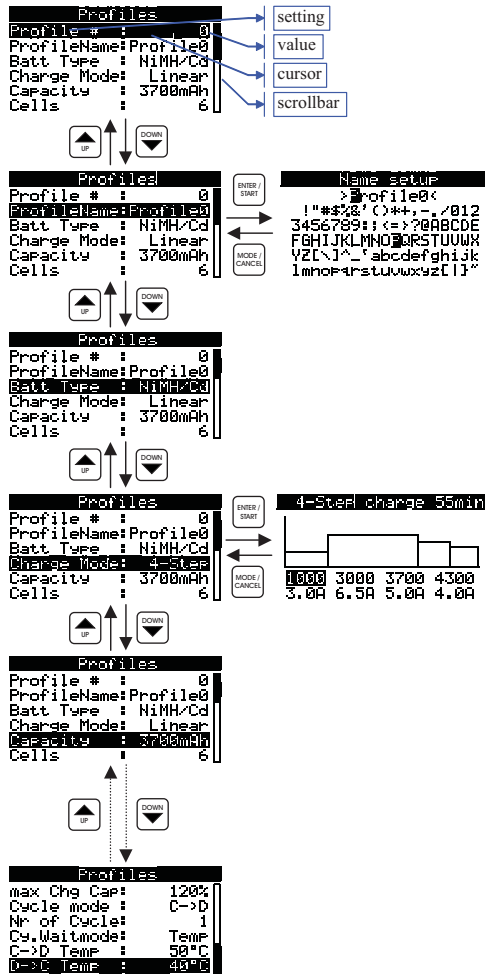 Profiles
Profile # : 0
ProfileName:Profile0
Batt Type : NiMH/Cd
Charge Mode: Linear
Capacity : 3700mAh
Cells : 6
setting
value
cursor
scrollbar
UP
DOWN
Profiles
Profile # : 0
ProfileName:Profile0
Batt Type : NiMH/Cd
Charge Mode: Linear
Capacity : 3700mAh
Cells : 6
ENTER / START
MODE / CANCEL
Name setup
>Profile0<
!"#$%&'()*+,-./012
3456789:;<=>?@ABCDE
FGHIJKLMNOPQRSTUVWX
YZ[\]^_'abcdefghijk
lmnopqrstuvwxyz{|}~
UP
DOWN
Profiles
Profile # : 0
ProfileName:Profile0
Batt Type : NiMH/Cd
Charge Mode: Linear
Capacity : 3700mAh
Cells : 6
UP
DOWN
Profiles
Profile # : 0
ProfileName:Profile0
Batt Type : NiMH/Cd
Charge Mode: 4-Step
Capacity : 3700mAh
Cells : 6
ENTER / START
MODE / CANCEL
4-Step charge 55min
1000 3000 3700 4300
3.0A 6.5A 5.0A 4.0A
UP
DOWN
Profiles
Profile # : 0
ProfileName:Profile0
Batt Type : NiMH/Cd
Charge Mode: Linear
Capacity : 3700mAh
Cells : 6
UP
DOWN
Profiles
max Chg Cap: 120%
Cycle mode : C->D
Nr of Cycle: 1
Cy.Waitmode: Temp
C->D Temp : 50°C
D->C Temp : 40°C